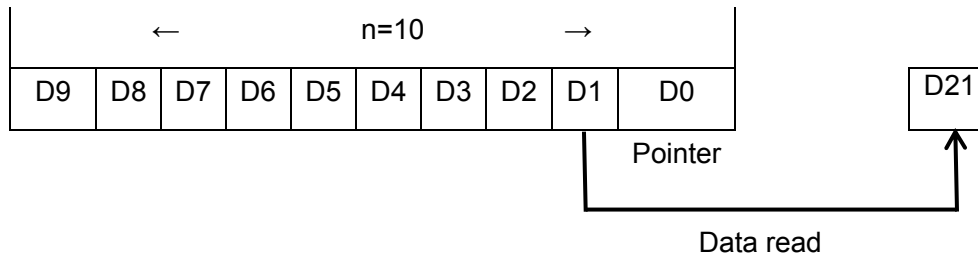 ← n=10 →
D9 D8 D7 D6 D5 D4 D3 D2 D1 D0 D21
Pointer
Data read